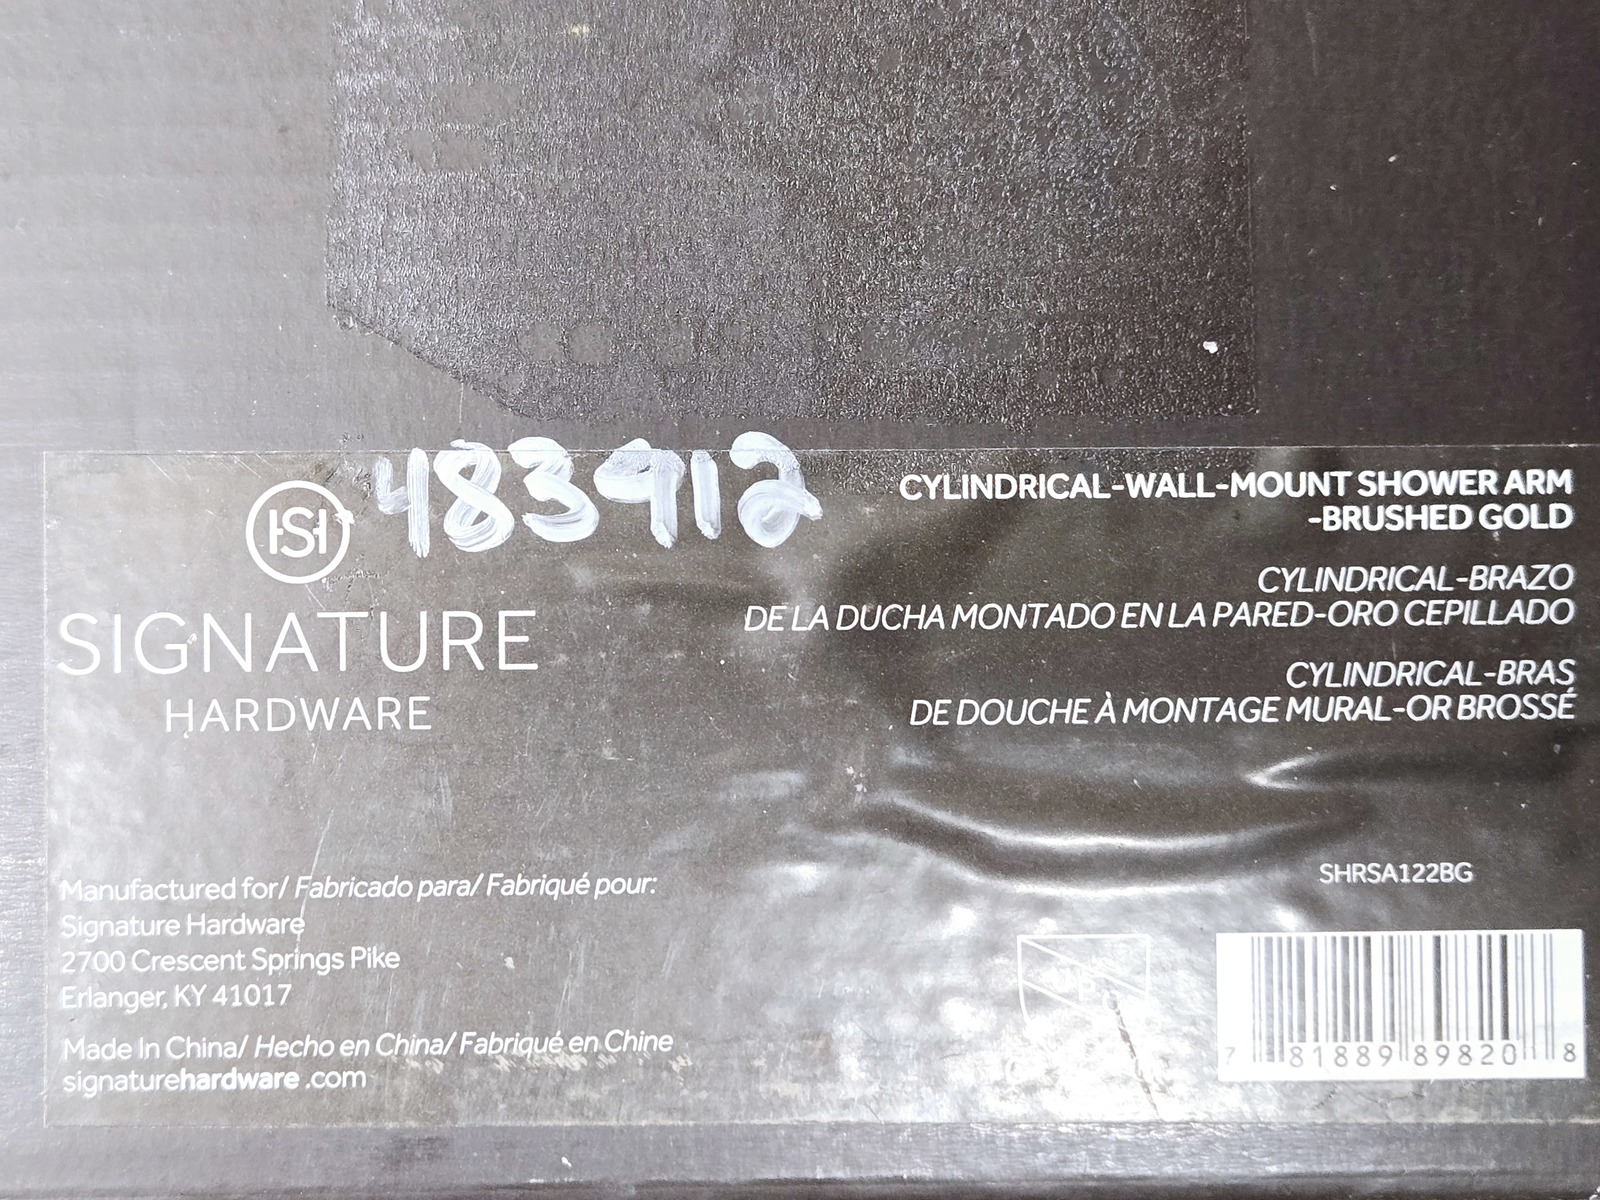 483912
HSH
SIGNATURE
HARDWARE
CYLINDRICAL-WALL-MOUNT SHOWER ARM
-BRUSHED GOLD
CYLINDRICAL-BRAZO
DE LA DUCHA MONTADO EN LA PARED-ORO CEPILLADO
CYLINDRICAL-BRAS
DE DOUCHE À MONTAGE MURAL-OR BROSSÉ
Manufactured for/ Fabricado para/ Fabriqué pour:
Signature Hardware
2700 Crescent Springs Pike
Erlanger, KY 41017
Made In China/ Hecho en China/ Fabriqué en Chine
signaturehardware .com
SHRSA122BG
7 81889 89820 8